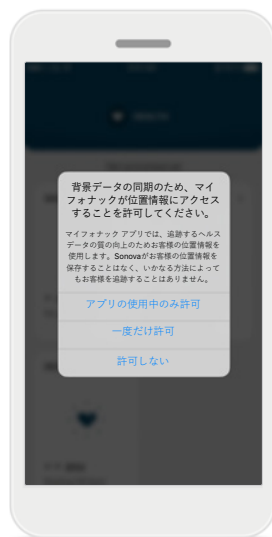 背景データの同期のため、マイ
フォナックが位置情報にアクセス
することを許可してください。
マイフォナック アプリでは、追跡するヘルス
データの質の向上のためお客様の位置情報を
使用します。Sonovaがお客様の位置情報を
保存することはなく、いかなる方法によって
もお客様を追跡することはありません。
アプリの使用中のみ許可
一度だけ許可
許可しない